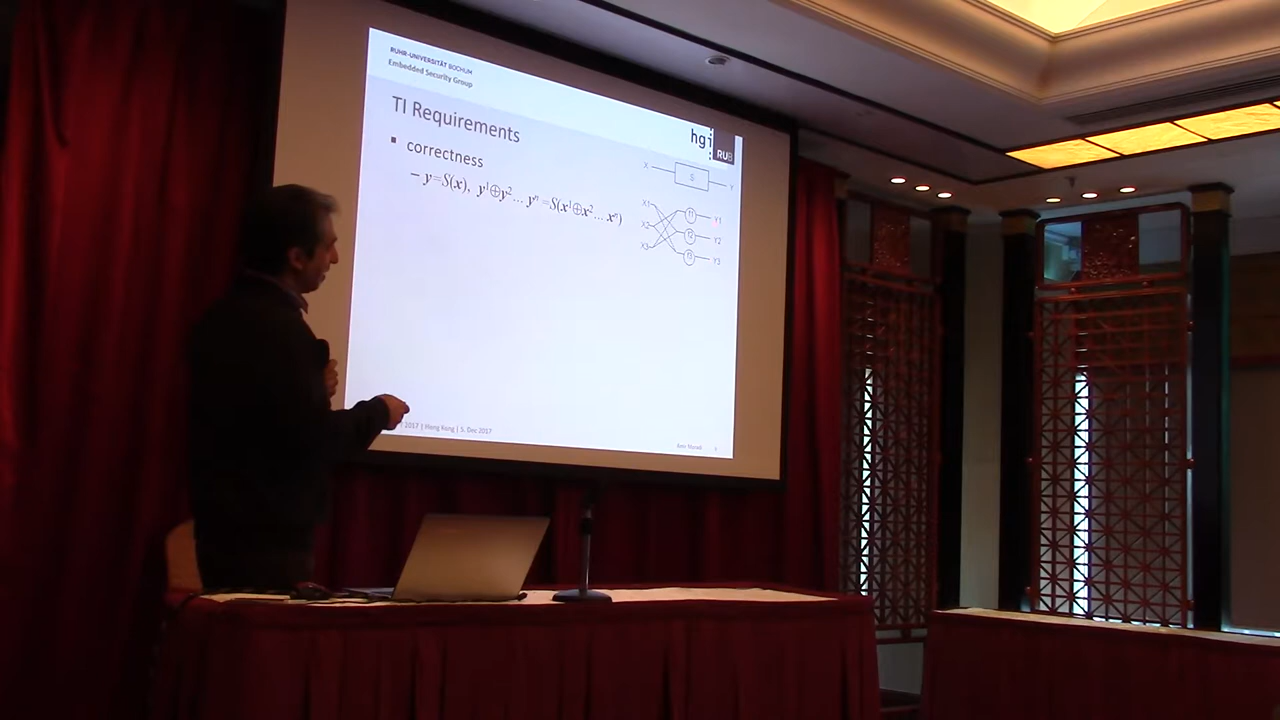 RUHR-UNIVERSITÄT BOCHUM
Embedded Security Group
TI Requirements
hgi
RUB
▪ correctness
– y=S(x), y¹⊕y²... yⁿ =S(x¹⊕x²... xⁿ)
X S Y
X1 f1 Y1
X2 f2 Y2
X3 f3 Y3
2017 | Hong Kong | 5. Dec 2017
Amir Moradi